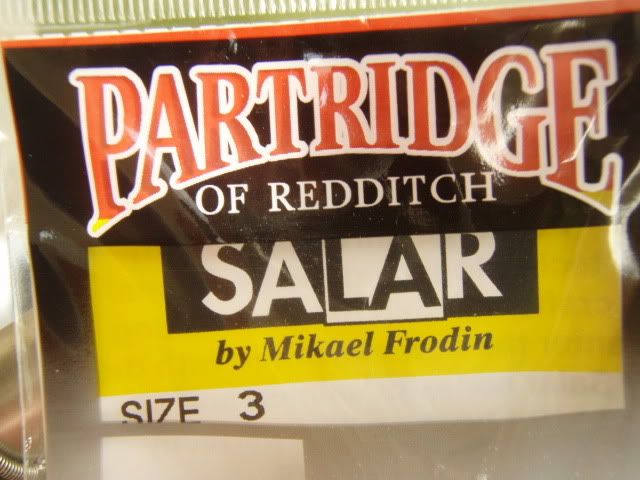 PARTRIDGE
OF REDDITCH
SALAR
by Mikael Frodin
SIZE 3